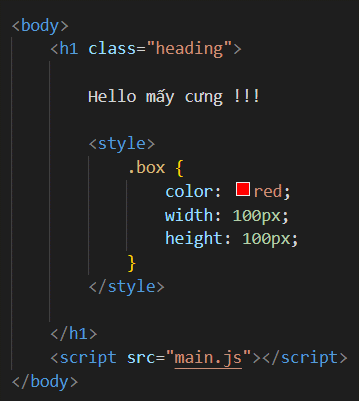 <body>
<h1 class="heading">
Hello mấy cưng !!!
<style>
.box {
color: red;
width: 100px;
height: 100px;
}
</style>
</h1>
<script src="main.js"></script>
</body>